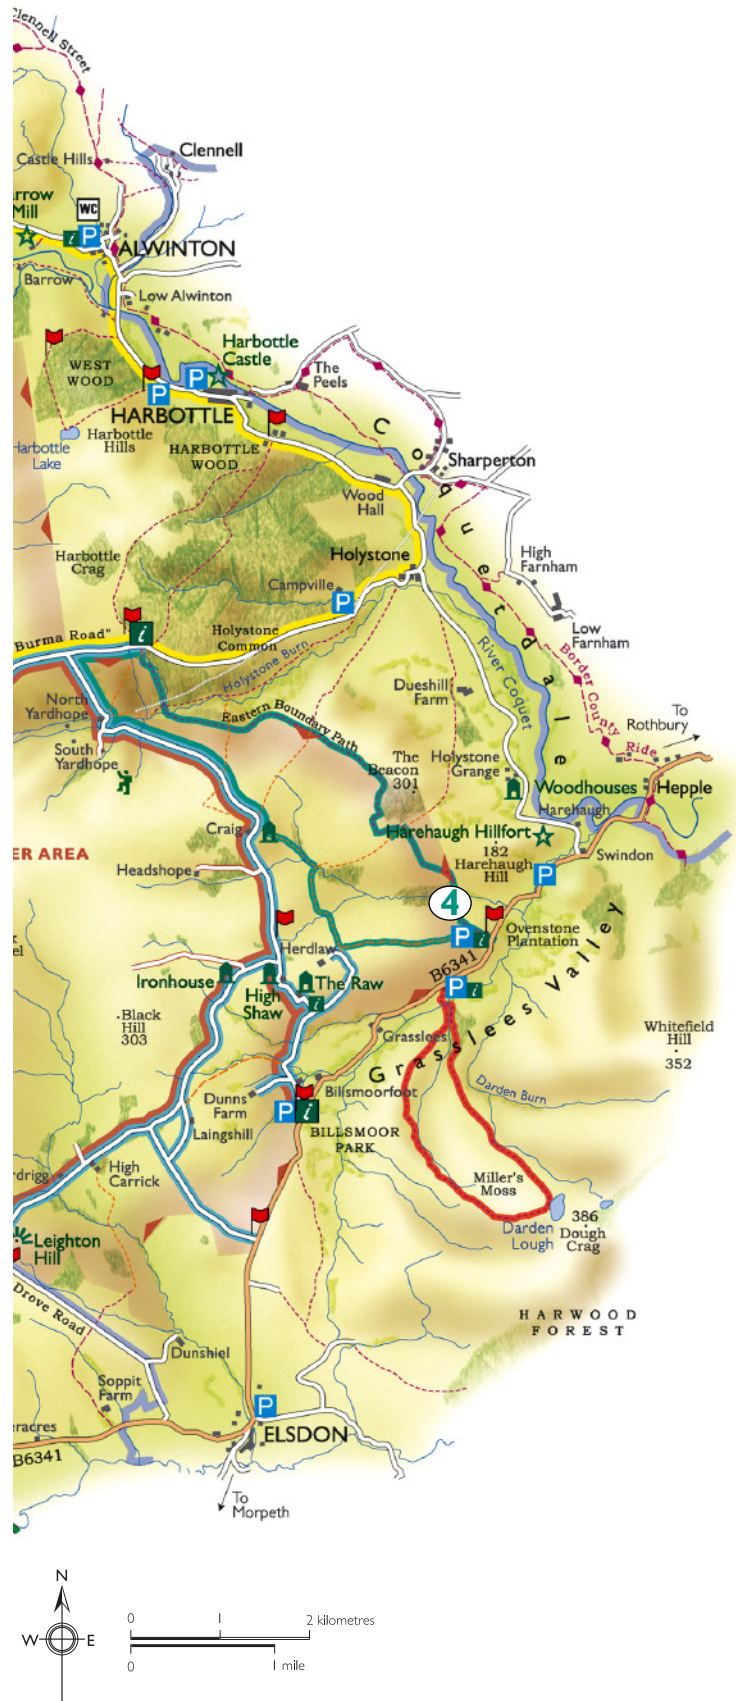 Clennell Street
Castle Hills
Clennell
Mill
WC
i P
ALWINTON
Barrow
Low Alwinton
Harbottle
Castle
The
Peels
WEST
WOOD
P
P
HARBOTTLE
Harbottle
Hills
Harbottle
Lake
HARBOTTLE
WOOD
Coquetdale
Sharperton
Wood
Hall
Holystone
High
Farnham
Harbottle
Crag
Campville
P
Low
Farnham
i
Burma Road"
Holystone
Common
Holystone Burn
River Coquet
Border County
Ride
North
Yardhope
South
Yardhope
Eastern Boundary Path
Dueshill
Farm
To
Rothbury
The
Beacon
301
Holystone
Grange
Woodhouses
Hepple
Harehaugh
Craig
Harehaugh Hillfort
182
Harehaugh
Hill
Swindon
ER AREA
Headshope
P
4
P i
Ovenstone
Plantation
Herdlaw
B6341
Ironhouse
High
Shaw
The Raw
i
P i
Grasslees Valley
Black
Hill
303
Grasslees
Whitefield
Hill
352
Darden Burn
Dunns
Farm
Billsmoorfoot
P i
Laingshill
BILLSMOOR
PARK
High
Carrick
Miller's
Moss
Darden
Lough
386
Dough
Crag
Leighton
Hill
Drove Road
HARWOOD
FOREST
Dunshiel
Soppit
Farm
P
ELSDON
B6341
To
Morpeth
N
W E
0 1 2 kilometres
0 1 mile